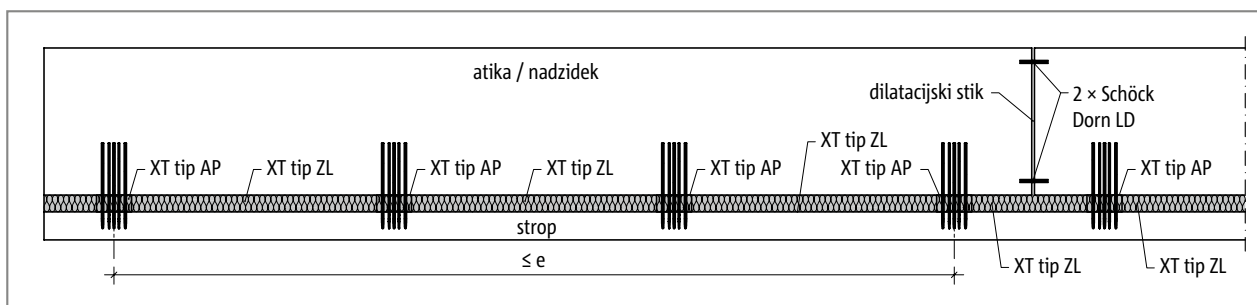 atika / nadzidek
dilatacijski stik
2 × Schöck
Dorn LD
XT tip AP
XT tip ZL
XT tip AP
XT tip ZL
XT tip AP
XT tip ZL
XT tip AP
XT tip AP
strop
≤ e
XT tip ZL
XT tip ZL